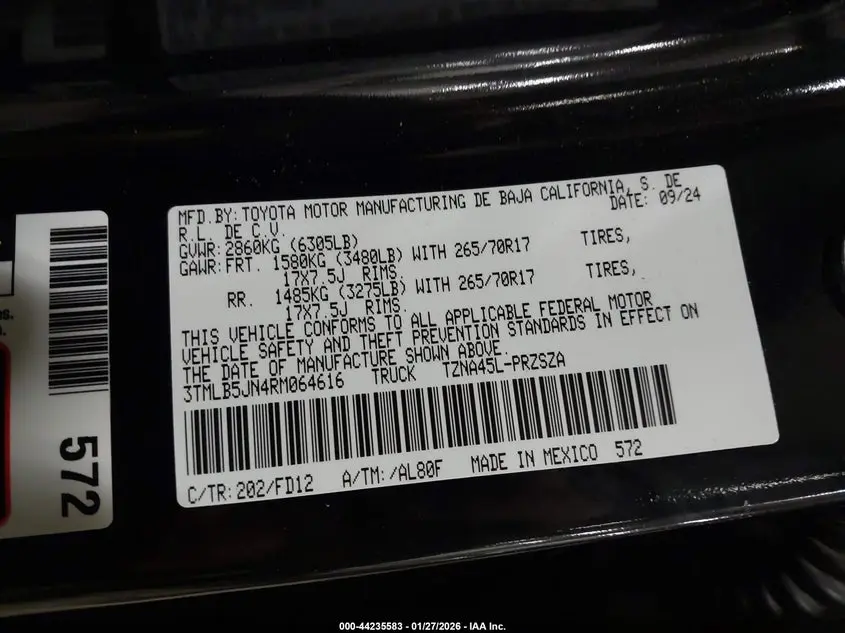 MFD.BY:TOYOTA MOTOR MANUFACTURING DE BAJA CALIFORNIA, S. DE
R.L. DE C.V. DATE: 09/24
GVWR: 2860KG (6305LB)
GAWR:FRT. 1580KG (3480LB) WITH 265/70R17 TIRES,
17X7.5J RIMS.
RR. 1485KG (3275LB) WITH 265/70R17 TIRES,
17X7.5J RIMS.
THIS VEHICLE CONFORMS TO ALL APPLICABLE FEDERAL MOTOR
VEHICLE SAFETY AND THEFT PREVENTION STANDARDS IN EFFECT ON
THE DATE OF MANUFACTURE SHOWN ABOVE.
3TMLB5JN4RM064616 TRUCK TZNA45L-PRZSZA
C/TR:202/FD12 A/TM:/AL80F MADE IN MEXICO 572
572
000-44235583 - 01/27/2026 - IAA Inc.